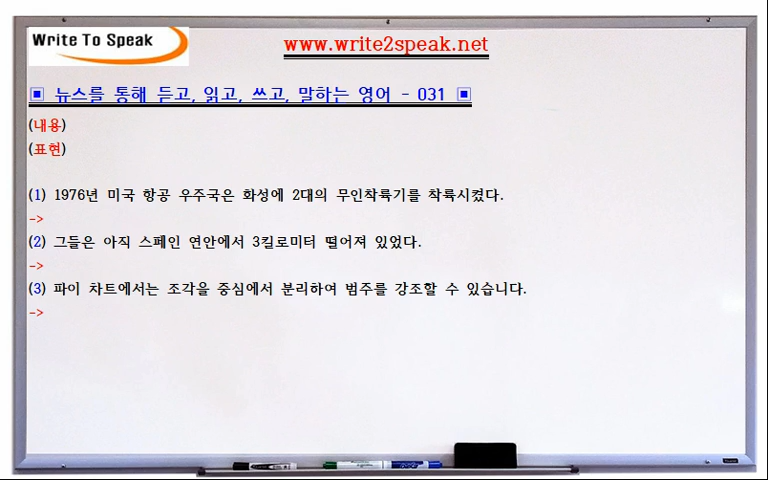 Write To Speak
www.write2speak.net
▣ 뉴스를 통해 듣고, 읽고, 쓰고, 말하는 영어 - 031 ▣
(내용)
(표현)
(1) 1976년 미국 항공 우주국은 화성에 2대의 무인착륙기를 착륙시켰다.
->
(2) 그들은 아직 스페인 연안에서 3킬로미터 떨어져 있었다.
->
(3) 파이 차트에서는 조각을 중심에서 분리하여 범주를 강조할 수 있습니다.
->